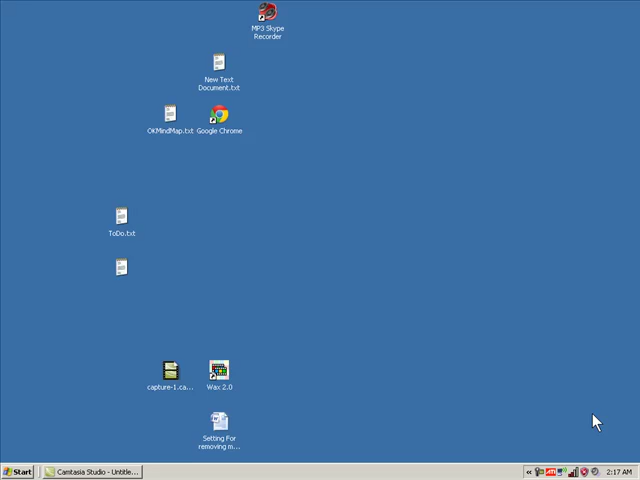 MP3 Skype
Recorder
New Text
Document.txt
OKMindMap.txt
Google Chrome
ToDo.txt
capture-1.ca...
Wax 2.0
Setting For
removing m...
Start
Camtasia Studio - Untitle...
2:17 AM